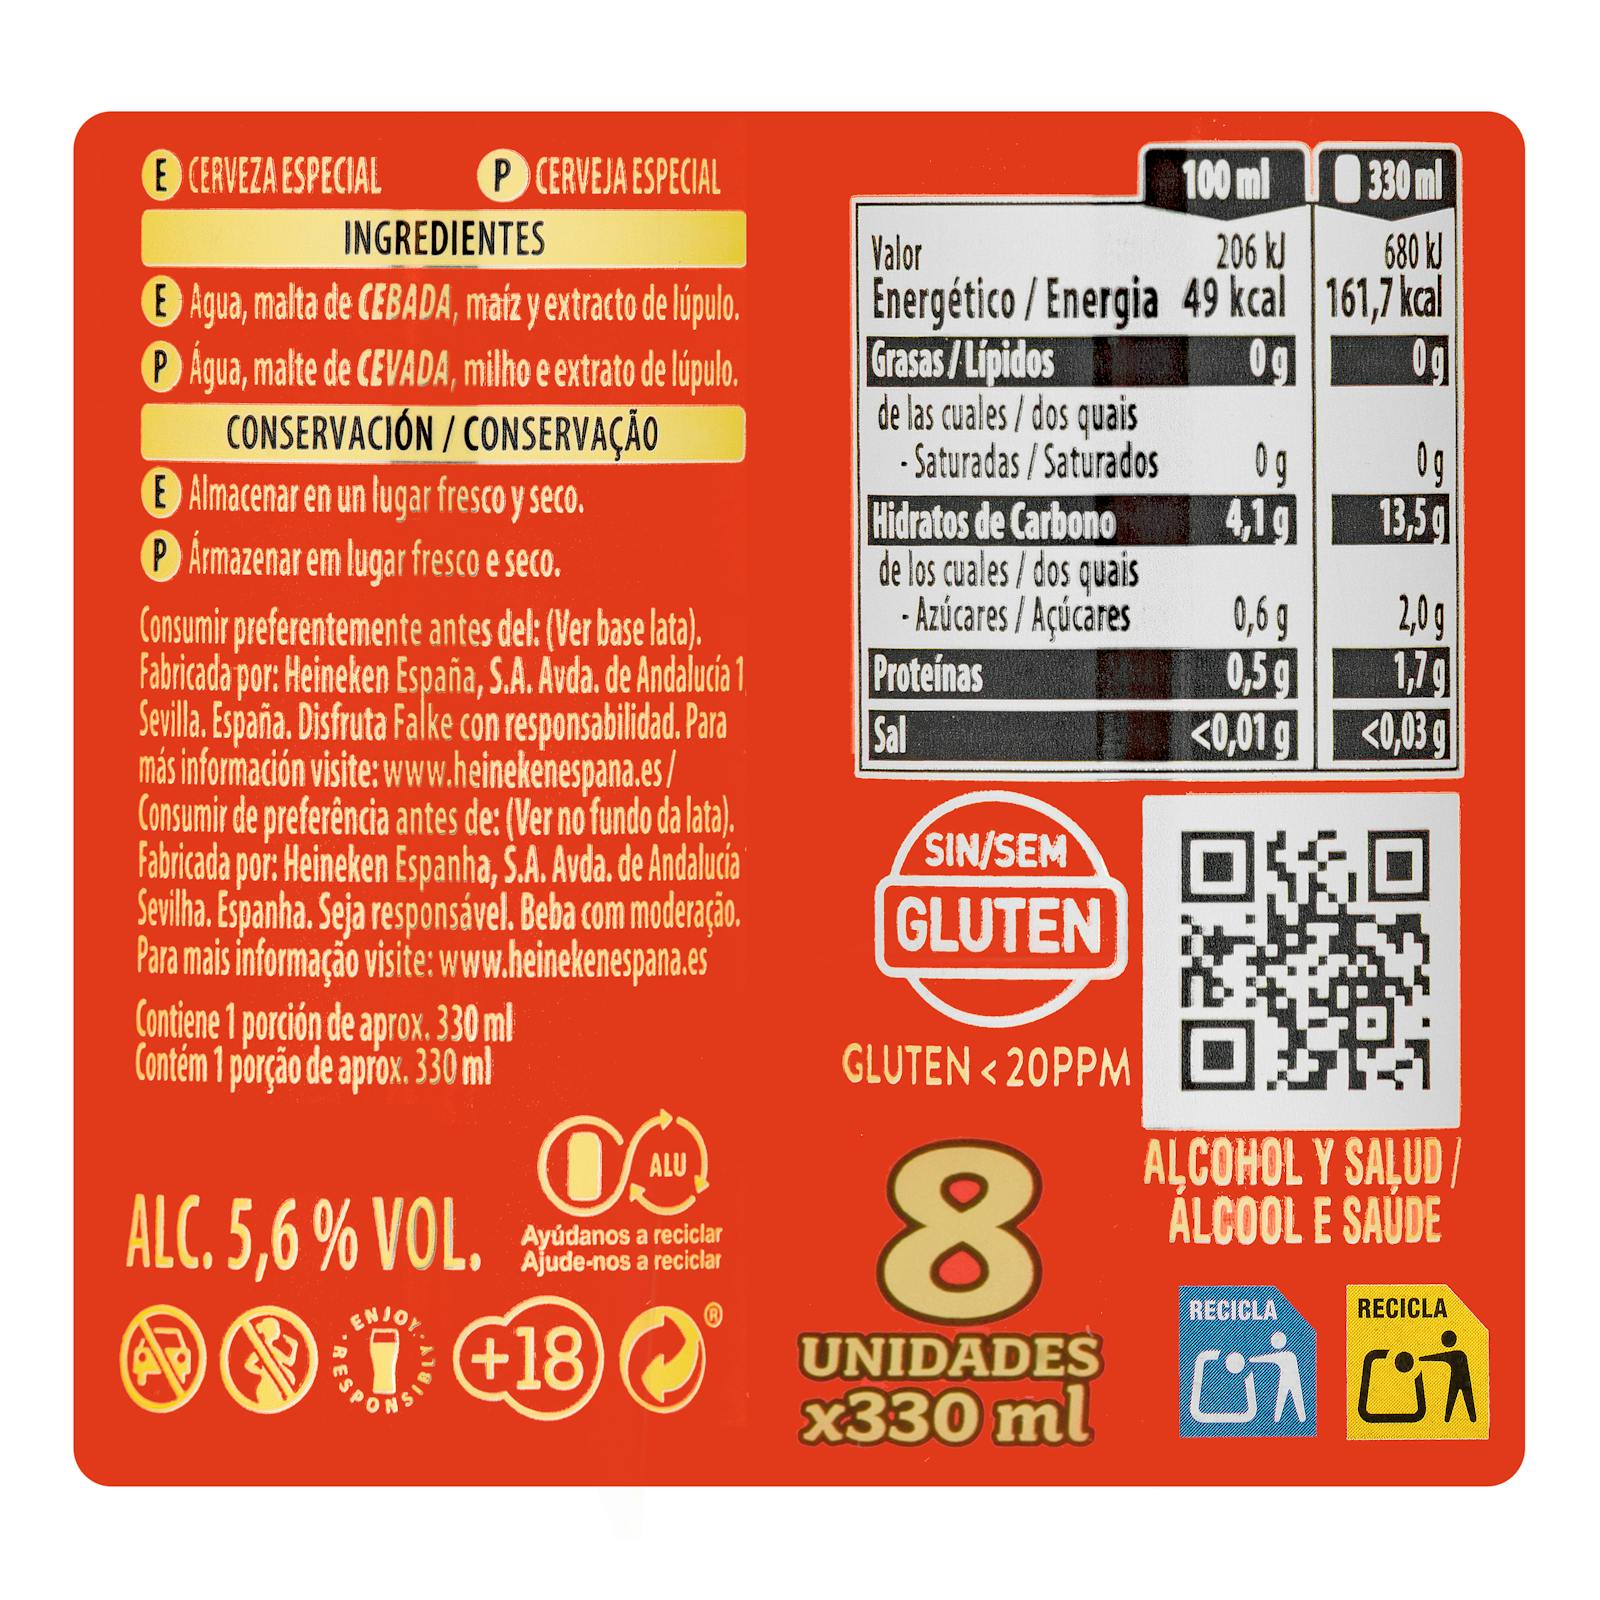 E CERVEZA ESPECIAL
P CERVEJA ESPECIAL
INGREDIENTES
E Agua, malta de CEBADA, maíz y extracto de lúpulo.
P Água, malte de CEVADA, milho e extrato de lúpulo.
CONSERVACIÓN / CONSERVAÇÃO
E Almacenar en un lugar fresco y seco.
P Ármazenar em lugar fresco e seco.
Consumir preferentemente antes del: (Ver base lata).
Fabricada por: Heineken España, S.A. Avda. de Andalucía 1
Sevilla. España. Disfruta Falke con responsabilidad. Para
más información visite: www.heinekenespana.es /
Consumir de preferência antes de: (Ver no fundo da lata).
Fabricada por: Heineken Espanha, S.A. Avda. de Andalucía
Sevilha. Espanha. Seja responsável. Beba com moderação.
Para mais informação visite: www.heinekenespana.es
Contiene 1 porción de aprox. 330 ml
Contém 1 porção de aprox. 330 ml
ALU
Ayúdanos a reciclar
Ajude-nos a reciclar
ALC. 5,6 % VOL.
ENJOY RESPONSIBLY
+18
®
100 ml 330 ml
Valor 206 kJ 680 kJ
Energético / Energia 49 kcal 161,7 kcal
Grasas / Lípidos 0 g 0 g
de las cuales / dos quais
- Saturadas / Saturados 0 g 0 g
Hidratos de Carbono 4,1 g 13,5 g
de los cuales / dos quais
- Azúcares / Açúcares 0,6 g 2,0 g
Proteínas 0,5 g 1,7 g
Sal <0,01 g <0,03 g
SIN/SEM
GLUTEN
GLUTEN < 20PPM
ALCOHOL Y SALUD /
ÁLCOOL E SAÚDE
8
UNIDADES
x330 ml
RECICLA
RECICLA